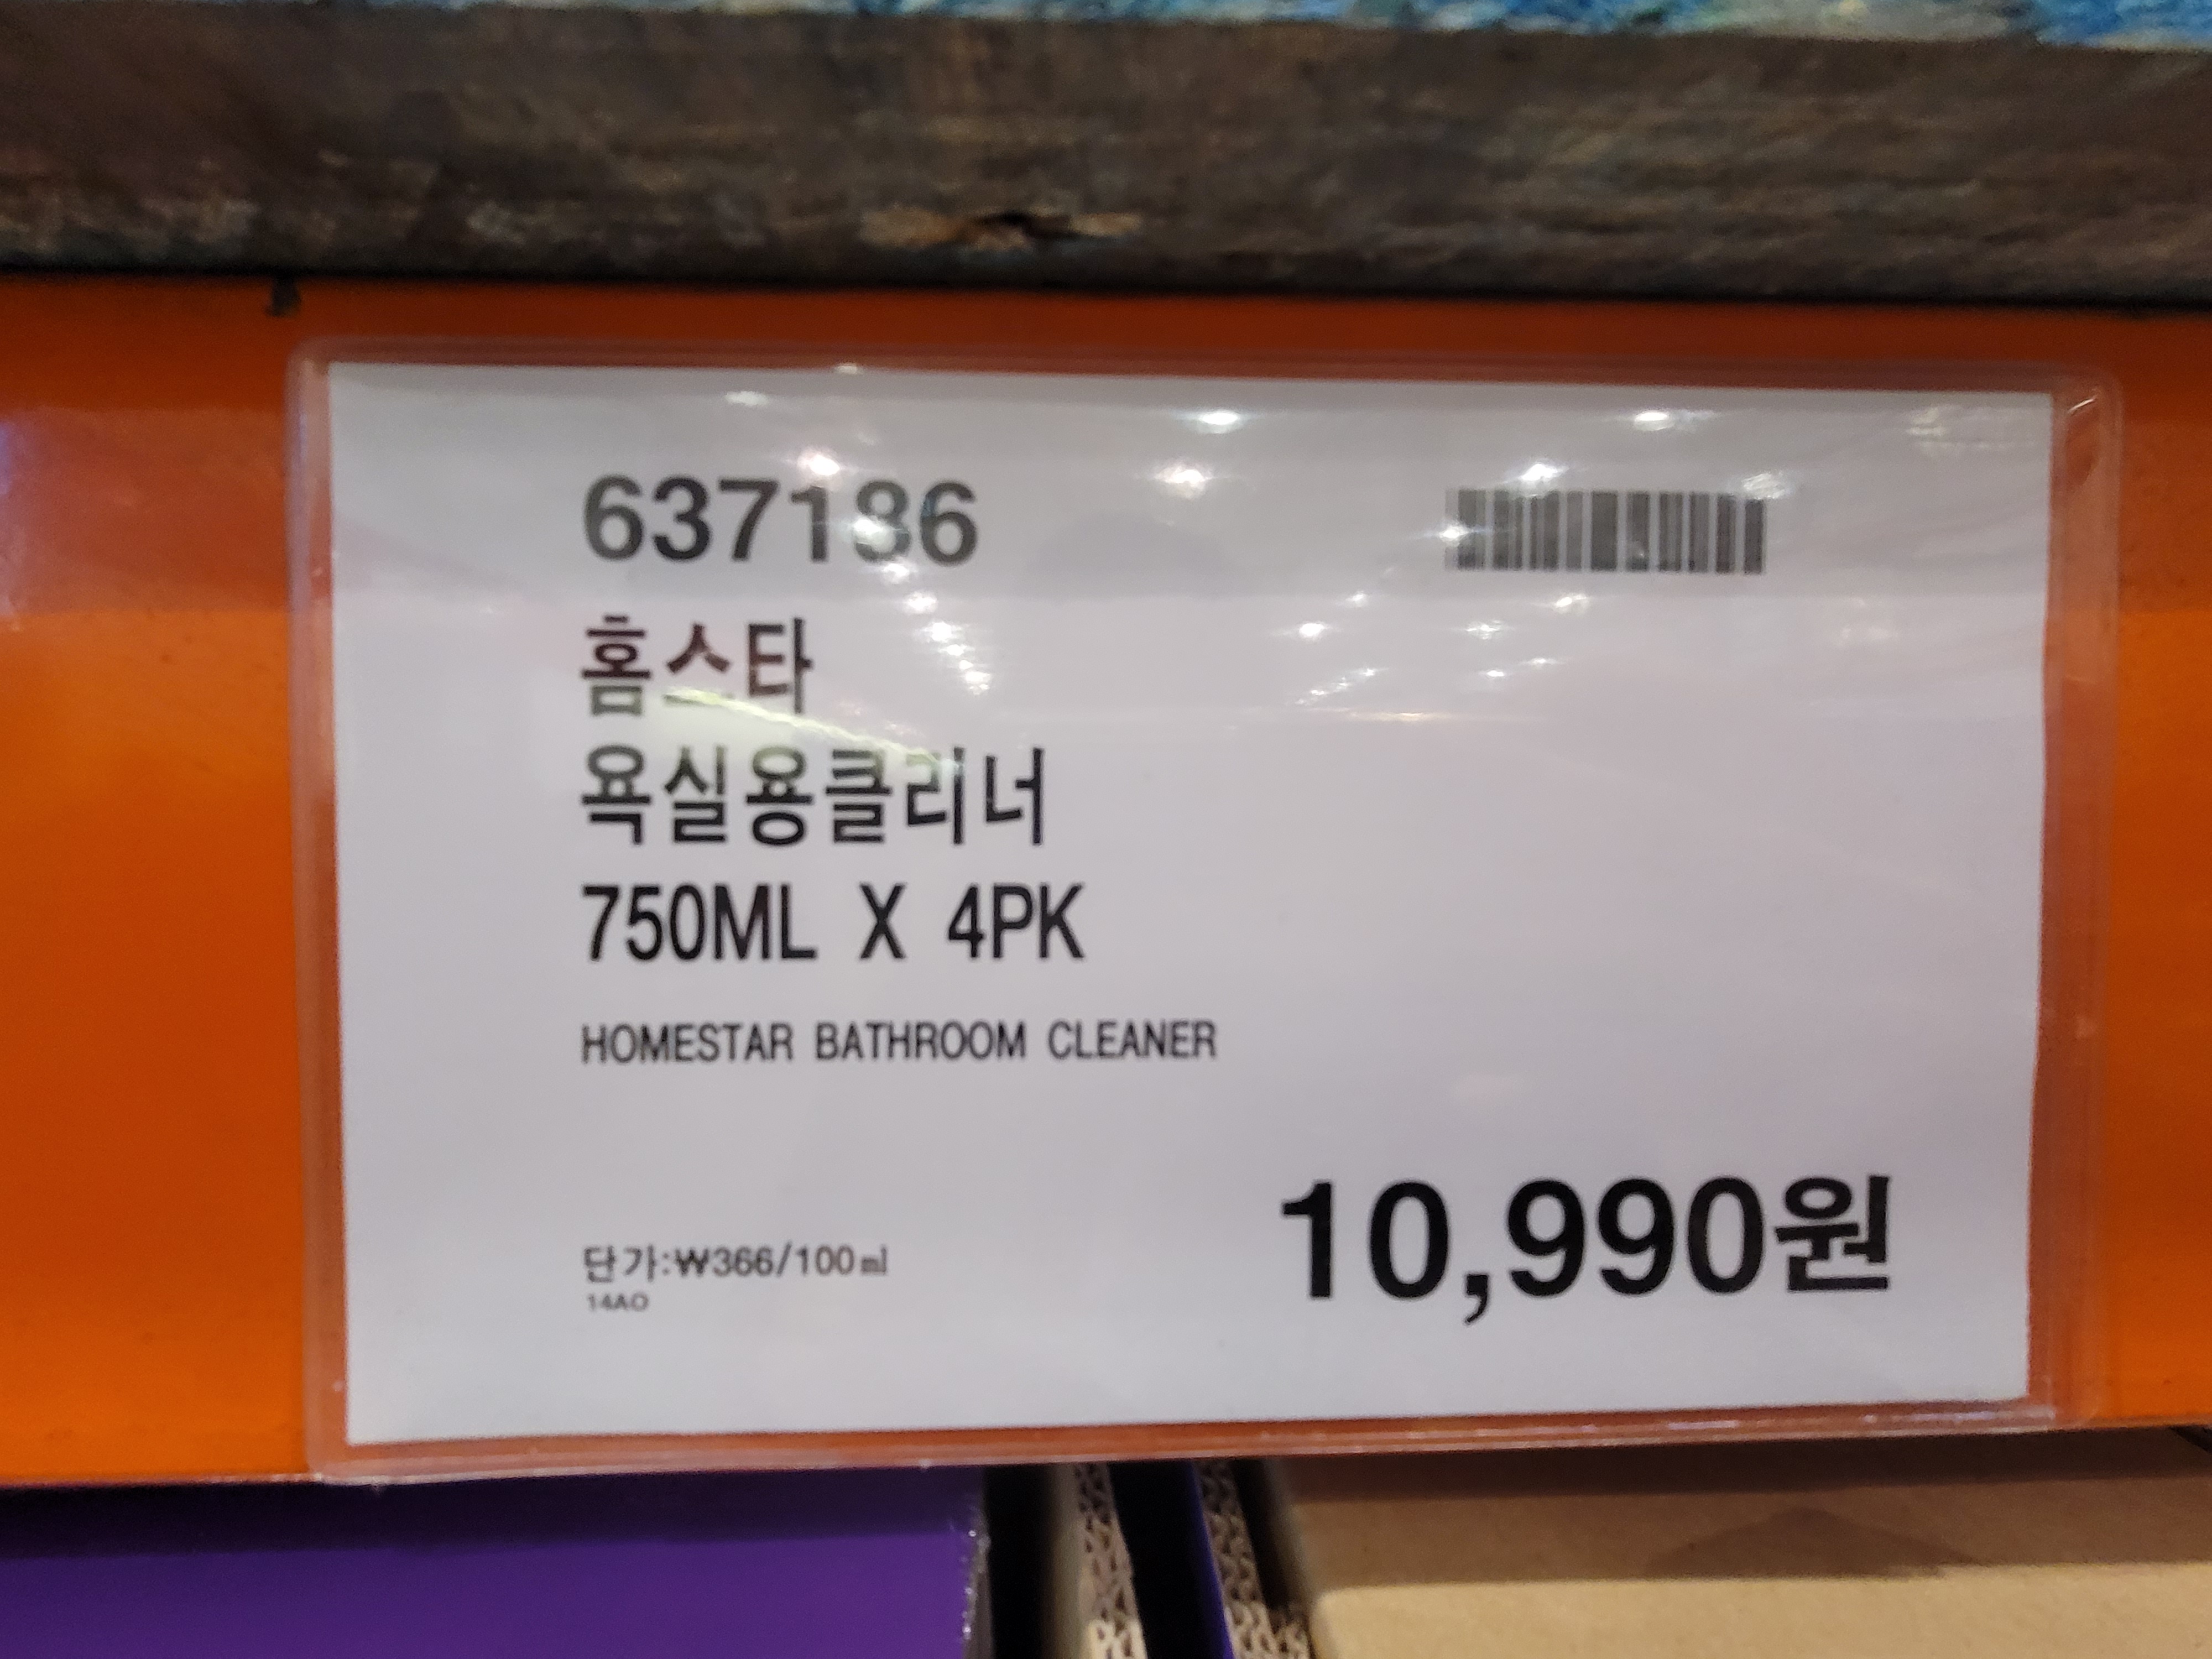 637186
홈스타
욕실용클리너
750ML X 4PK
HOMESTAR BATHROOM CLEANER
10,990원
단가:₩366/100㎖
14AO